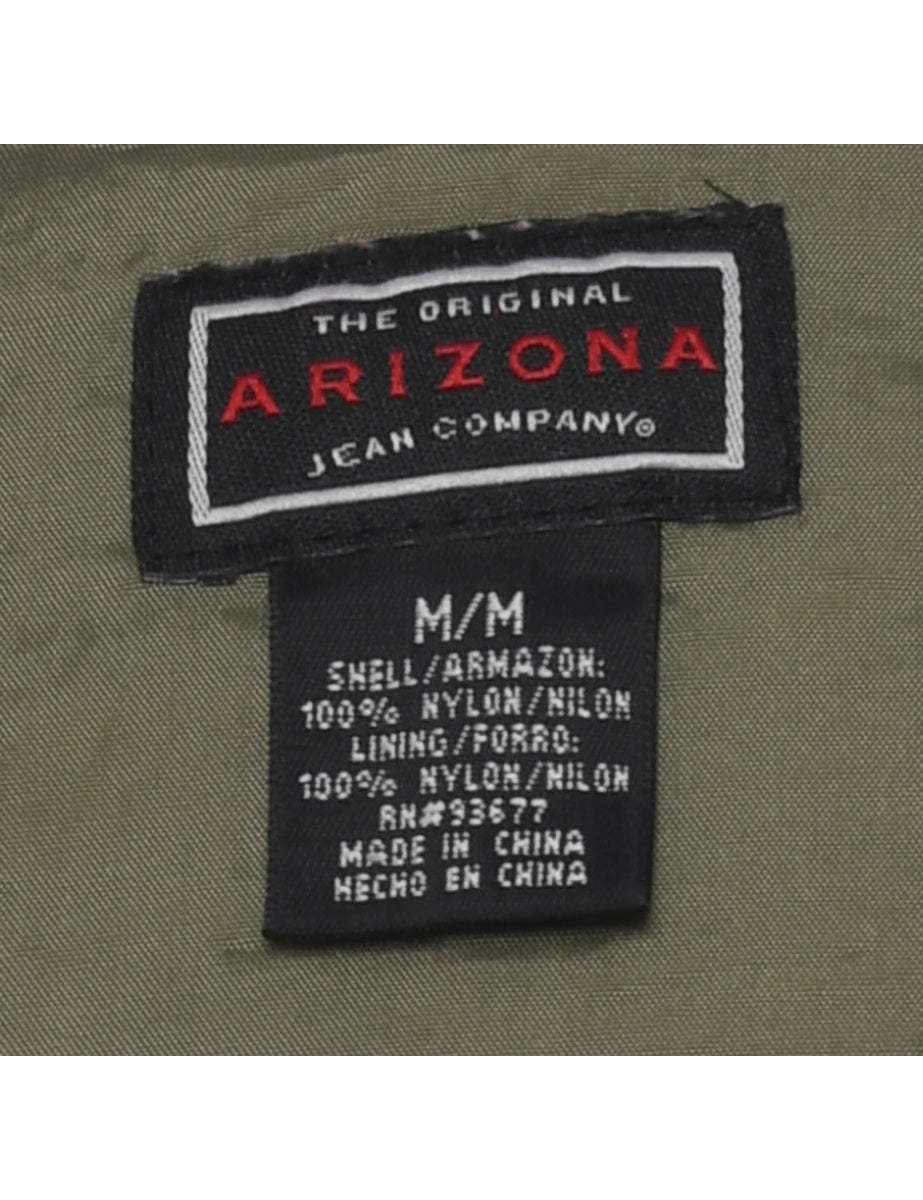 THE ORIGINAL
ARIZONA
JEAN COMPANY©
M/M
SHELL/ARMAZON:
100% NYLON/NILON
LINING/FORRO:
100% NYLON/NILON
RN#93677
MADE IN CHINA
HECHO EN CHINA